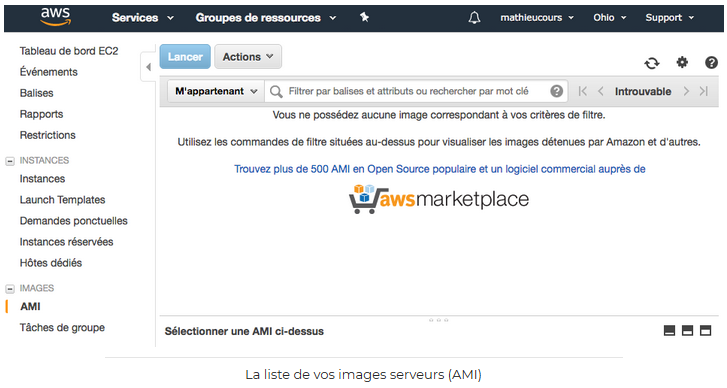 aws
Services
Groupes de ressources
mathieucours
Ohio
Support
Tableau de bord EC2
Événements
Balises
Rapports
Restrictions
INSTANCES
Instances
Launch Templates
Demandes ponctuelles
Instances réservées
Hôtes dédiés
IMAGES
AMI
Tâches de groupe
Lancer
Actions
M'appartenant
Filtrer par balises et attributs ou rechercher par mot clé
Introuvable
Vous ne possédez aucune image correspondant à vos critères de filtre.
Utilisez les commandes de filtre situées au-dessus pour visualiser les images détenues par Amazon et d'autres.
Trouvez plus de 500 AMI en Open Source populaire et un logiciel commercial auprès de
awsmarketplace
Sélectionner une AMI ci-dessus
La liste de vos images serveurs (AMI)